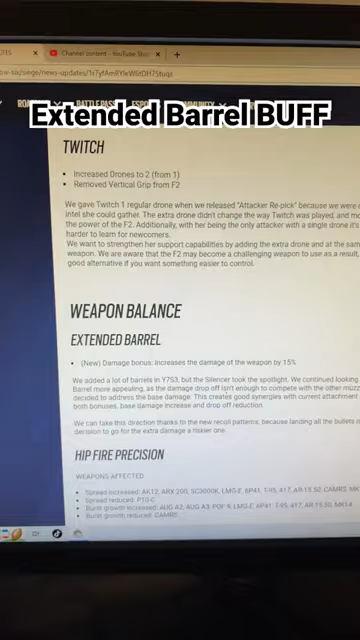 Channel content - YouTube Stu
ow-six/siege/news-updates/
Extended Barrel BUFF
TWITCH
• Increased Drones to 2 (from 1)
• Removed Vertical Grip from F2
We gave Twitch 1 regular drone when we released "Attacker Re-pick" because we were
intel she could gather. The extra drone didn't change the way Twitch was played, and
the power of the F2. Additionally, with her being the only attacker with a single drone
harder to learn for newcomers.
We want to strengthen her support capabilities by adding the extra drone and at the
weapon. We are aware that the F2 may become a challenging weapon to use as a result,
good alternative if you want something easier to control.
WEAPON BALANCE
EXTENDED BARREL
• (New) Damage bonus: Increases the damage of the weapon by 15%
We added a lot of barrels in Y7S3, but the Silencer took the spotlight. We continued looking
Barrel more appealing, as the damage drop off isn't enough to compete with the other
decided to address the base damage. This creates good synergies with current attachment
both bonuses, base damage increase and drop off reduction.
We can take this direction thanks to the new recoil patterns, because landing all the bullets
decision to go for the extra damage a riskier one.
HIP FIRE PRECISION
WEAPONS AFFECTED
• Spread increased: AK12, ARX 200, SC3000K, LMG-E, 6P41, T-95, 417, AR-15.50, CAMRS,
• Spread reduced: P10-C
• Burst growth increased: AUG A2, AUG A3, POF 9, LMG-E, 6P41, T-95, 417, AR-15.50, MK 14
• Burst growth reduced: CAMRS